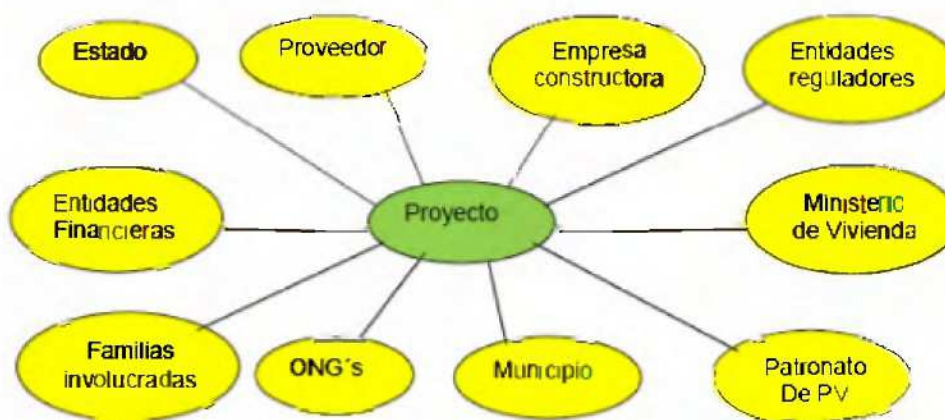 Estado
Proveedor
Empresa
constructora
Entidades
reguladores
Entidades
Financieras
Proyecto
Ministerio
de Vivienda
Familias
involucradas
ONG´s
Municipio
Patronato
De PV